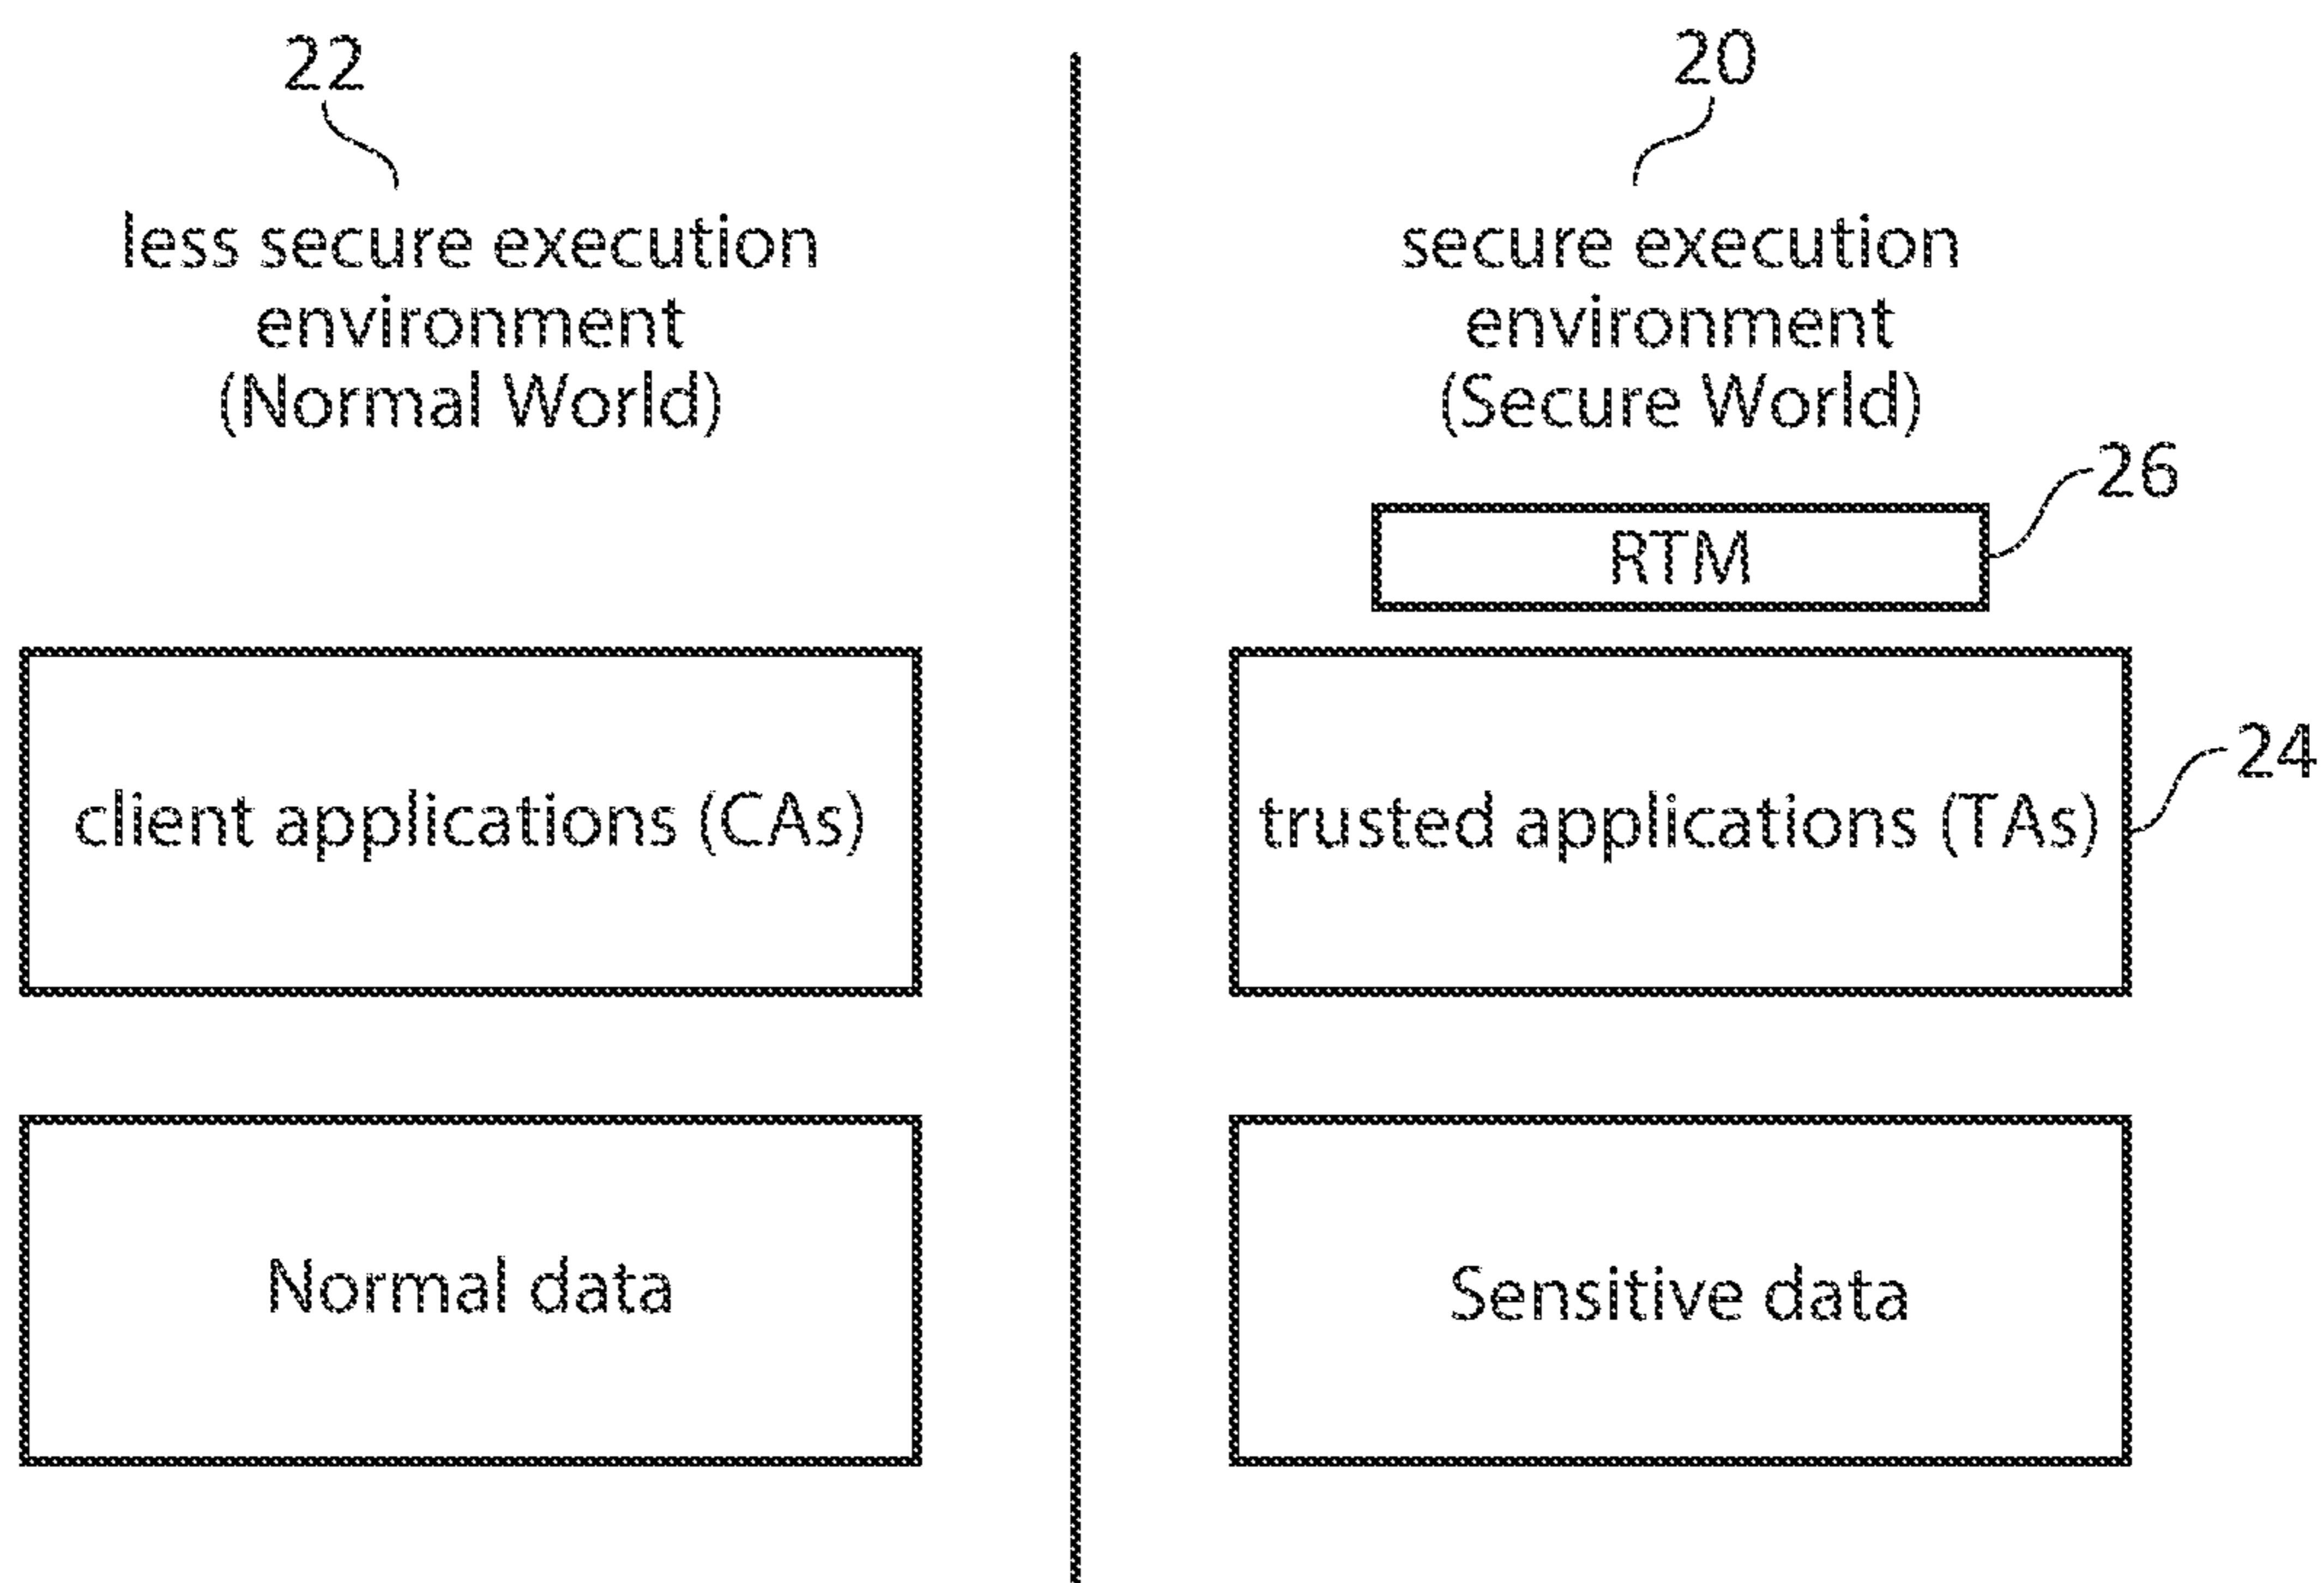 22
less secure execution
environment
(Normal World)
client applications (CAs)
Normal data
20
secure execution
environment
(Secure World)
26
RTM
trusted applications (TAs)
24
Sensitive data